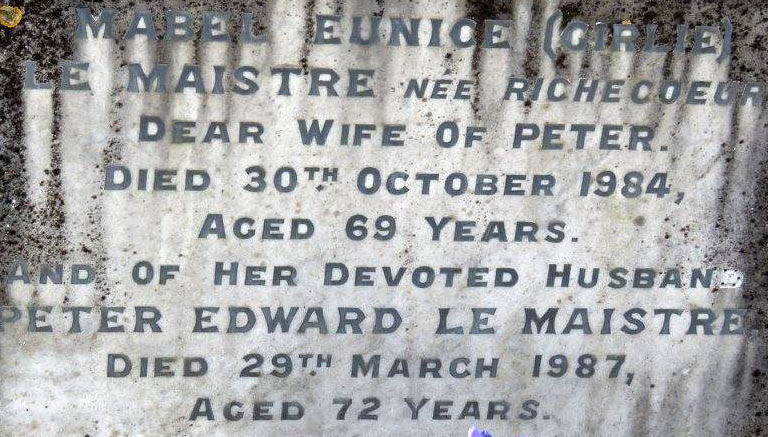 MABEL EUNICE (GIRLIE)
LE MAISTRE NÉE RICHECOEUR
DEAR WIFE OF PETER.
DIED 30TH OCTOBER 1984,
AGED 69 YEARS.
AND OF HER DEVOTED HUSBAND
PETER EDWARD LE MAISTRE
DIED 29TH MARCH 1987,
AGED 72 YEARS.